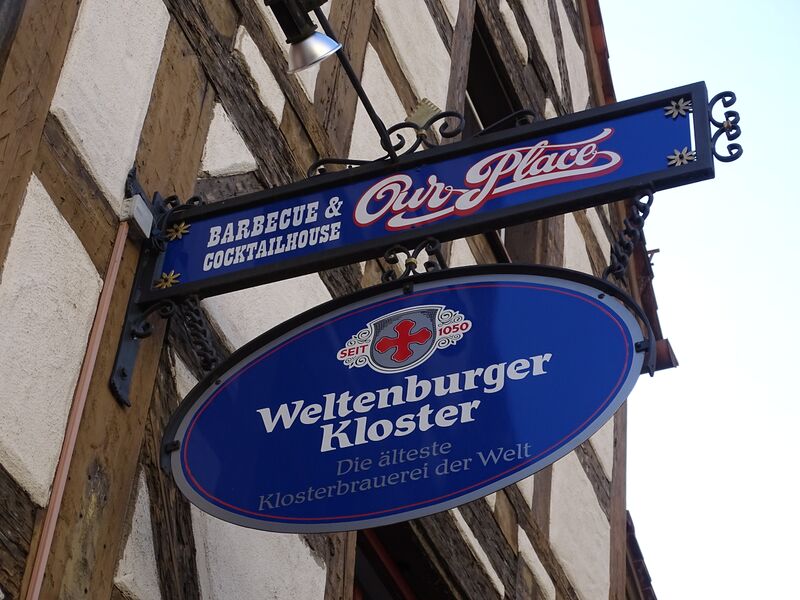 BARBECUE &
COCKTAILHOUSE
Our Place
SEIT 1050
Weltenburger
Kloster
Die älteste
Klosterbrauerei der Welt